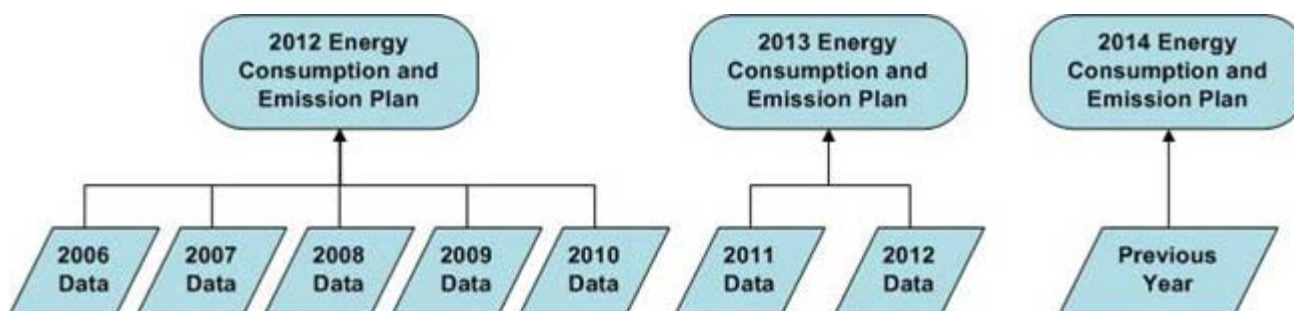 2012 Energy
Consumption and
Emission Plan
2013 Energy
Consumption and
Emission Plan
2014 Energy
Consumption and
Emission Plan
2006
Data
2007
Data
2008
Data
2009
Data
2010
Data
2011
Data
2012
Data
Previous
Year